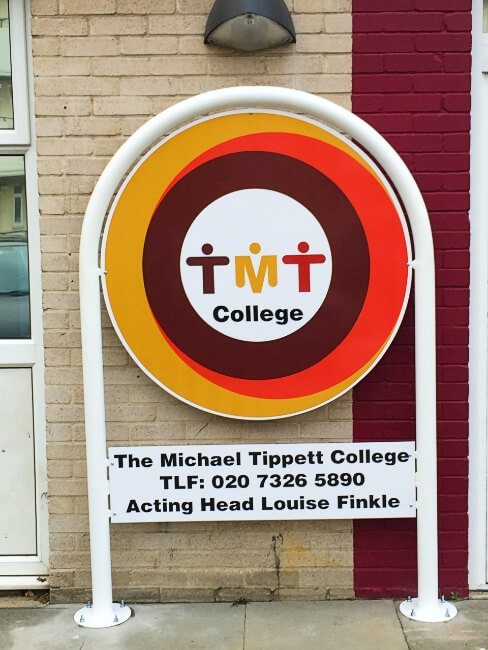 TMT
College
The Michael Tippett College
TLF: 020 7326 5890
Acting Head Louise Finkle